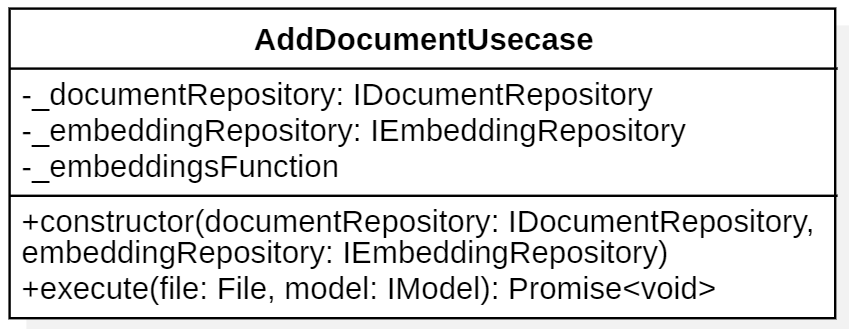 AddDocumentUsecase
-_documentRepository: IDocumentRepository
-_embeddingRepository: IEmbeddingRepository
-_embeddingsFunction
+constructor(documentRepository: IDocumentRepository,
embeddingRepository: IEmbeddingRepository)
+execute(file: File, model: IModel): Promise<void>